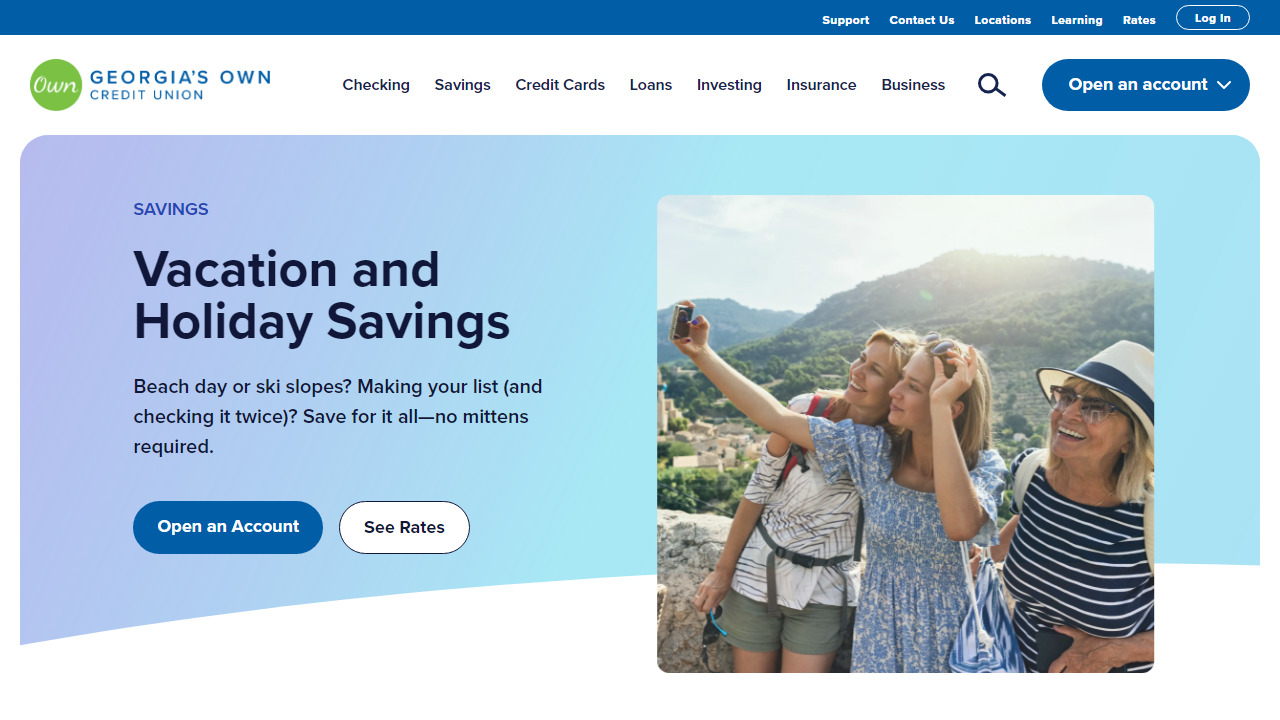 Support Contact Us Locations Learning Rates Log In
Own GEORGIA'S OWN
CREDIT UNION
Checking Savings Credit Cards Loans Investing Insurance Business Open an account
SAVINGS
Vacation and
Holiday Savings
Beach day or ski slopes? Making your list (and
checking it twice)? Save for it all—no mittens
required.
Open an Account See Rates